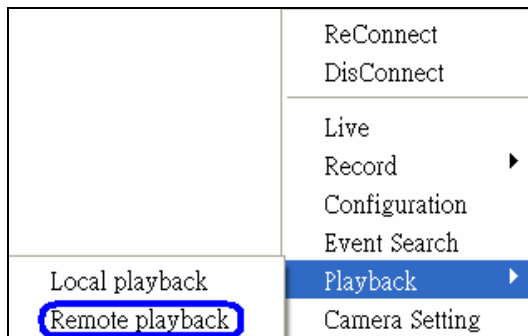 ReConnect
DisConnect
Live
Record
Configuration
Event Search
Playback
Local playback
Remote playback
Camera Setting